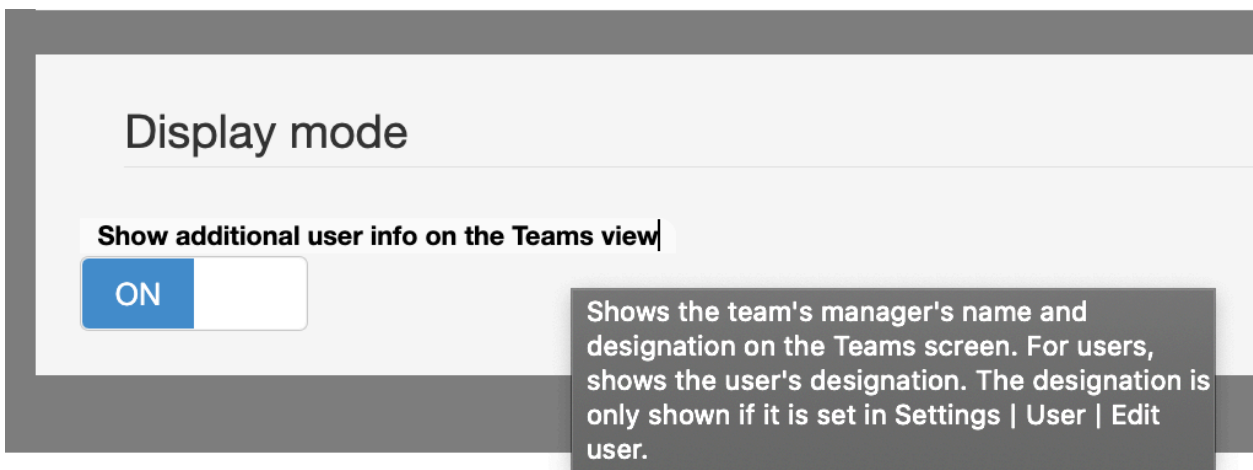 Display mode
Show additional user info on the Teams view
ON
Shows the team's manager's name and
designation on the Teams screen. For users,
shows the user's designation. The designation is
only shown if it is set in Settings | User | Edit
user.